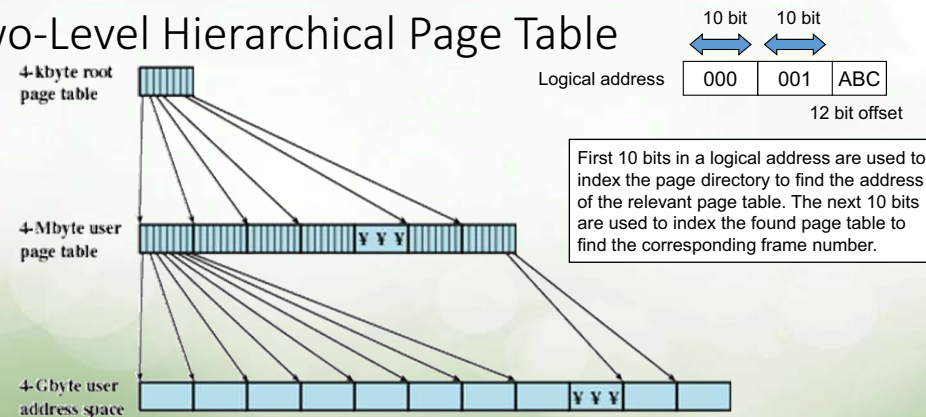 wo-Level Hierarchical Page Table
10 bit 10 bit
Logical address 000 001 ABC
12 bit offset
First 10 bits in a logical address are used to
index the page directory to find the address
of the relevant page table. The next 10 bits
are used to index the found page table to
find the corresponding frame number.
4-kbyte root
page table
4-Mbyte user
page table
¥ ¥ ¥
4-Gbyte user
address space
¥ ¥ ¥